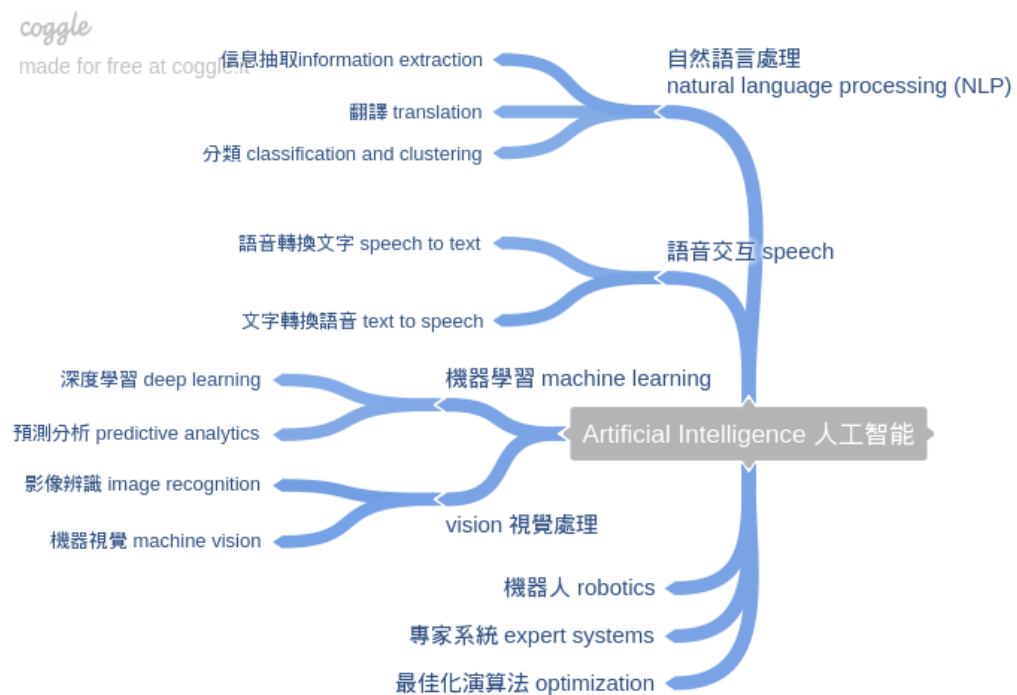 coggle
made for free at coggle.it
自然語言處理
natural language processing (NLP)
信息抽取information extraction
翻譯 translation
分類 classification and clustering
語音交互 speech
語音轉換文字 speech to text
文字轉換語音 text to speech
機器學習 machine learning
深度學習 deep learning
預測分析 predictive analytics
Artificial Intelligence 人工智能
影像辨識 image recognition
機器視覺 machine vision
vision 視覺處理
機器人 robotics
專家系統 expert systems
最佳化演算法 optimization